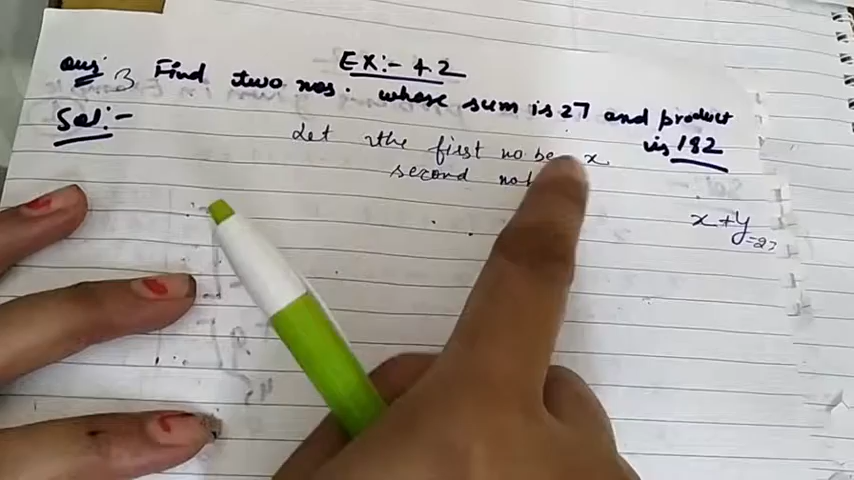 EX:- 4.2
ans: 3 Find two nos. whose sum is 27 and product
is 182
Sol:-
Let the first no be x
second no
x + y
= 27